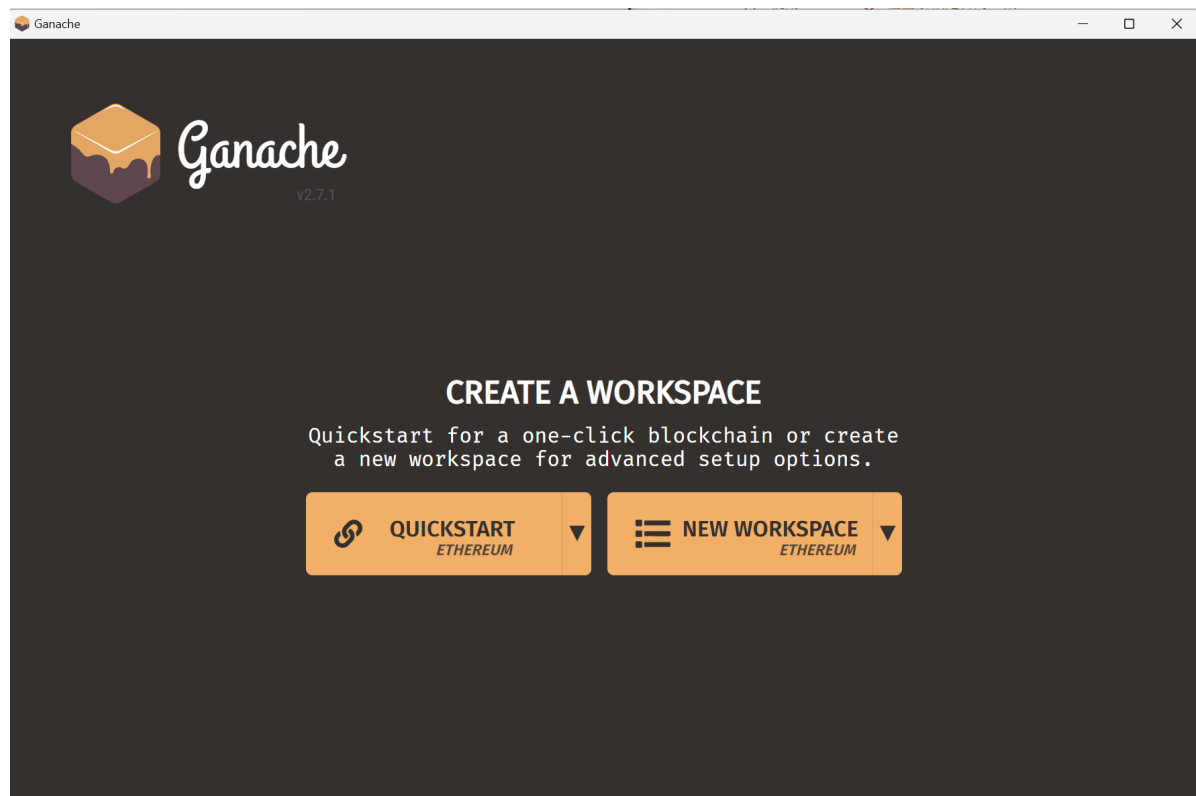 Ganache
Ganache
v2.7.1
CREATE A WORKSPACE
Quickstart for a one-click blockchain or create
a new workspace for advanced setup options.
QUICKSTART
ETHEREUM
NEW WORKSPACE
ETHEREUM